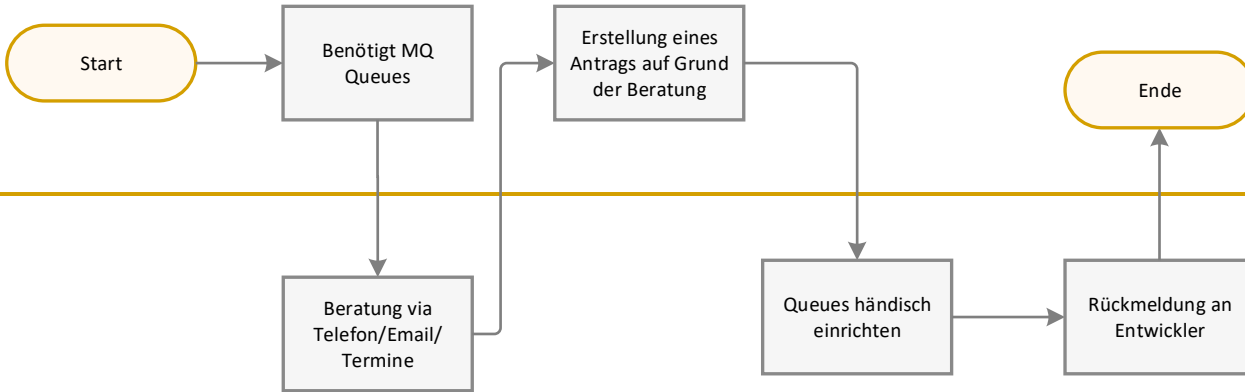 Start
Benötigt MQ
Queues
Beratung via
Telefon/Email/
Termine
Erstellung eines
Antrags auf Grund
der Beratung
Queues händisch
einrichten
Rückmeldung an
Entwickler
Ende